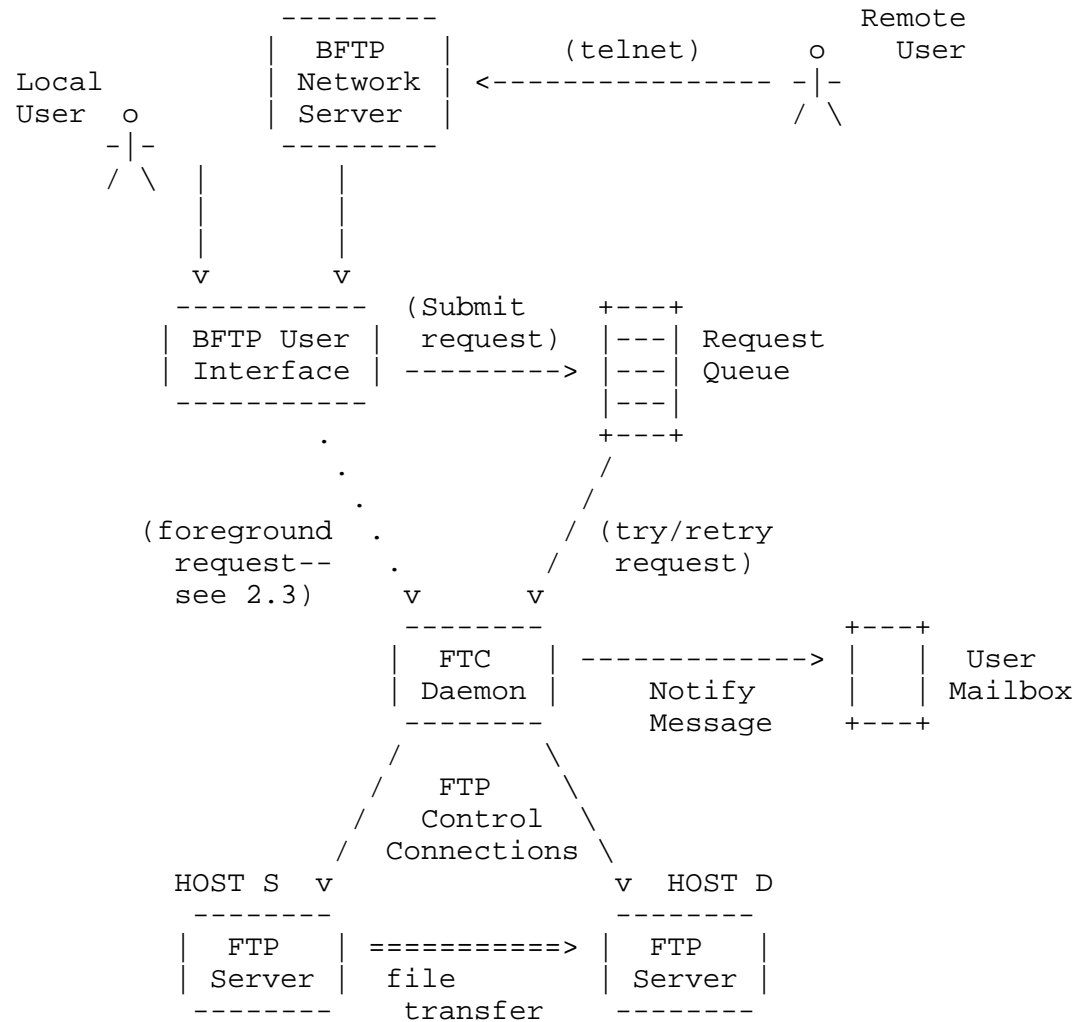 Remote
BFTP (telnet) o User
Local Network <---------------- -|-
User o Server / \
-|-
/ \
v v
(Submit
BFTP User request) |---| Request
Interface ---------> |---| Queue
|---|
(foreground (try/retry
request-- request)
see 2.3) v v
FTC -------------> User
Daemon Notify Mailbox
Message
FTP
Control
Connections
HOST S v v HOST D
FTP ===========> FTP
Server file Server
transfer